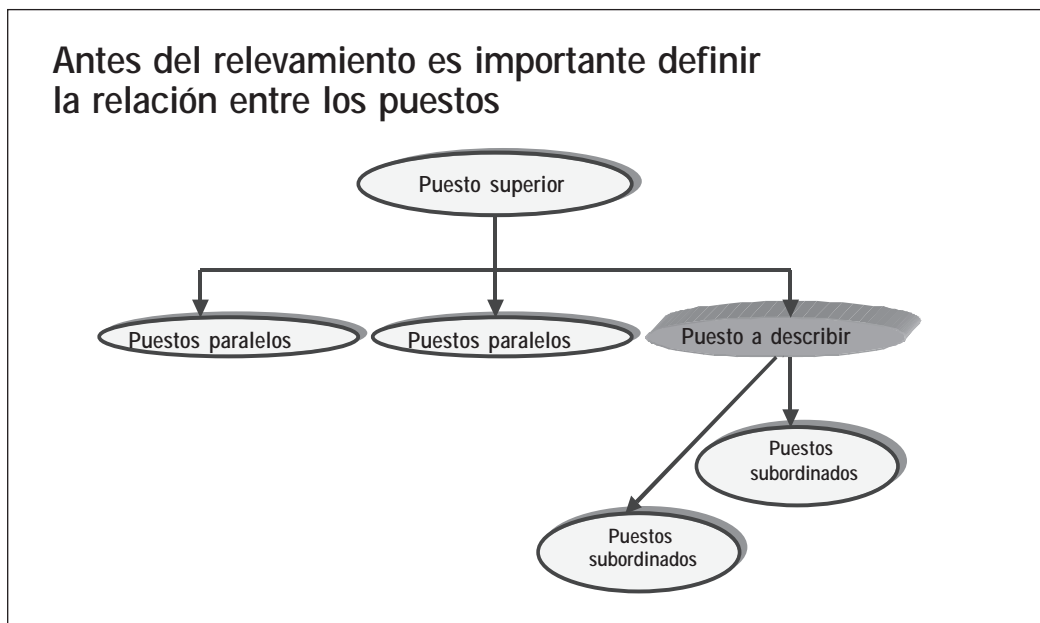 Antes del relevamiento es importante definir
la relación entre los puestos
Puesto superior
Puestos paralelos
Puestos paralelos
Puesto a describir
Puestos
subordinados
Puestos
subordinados